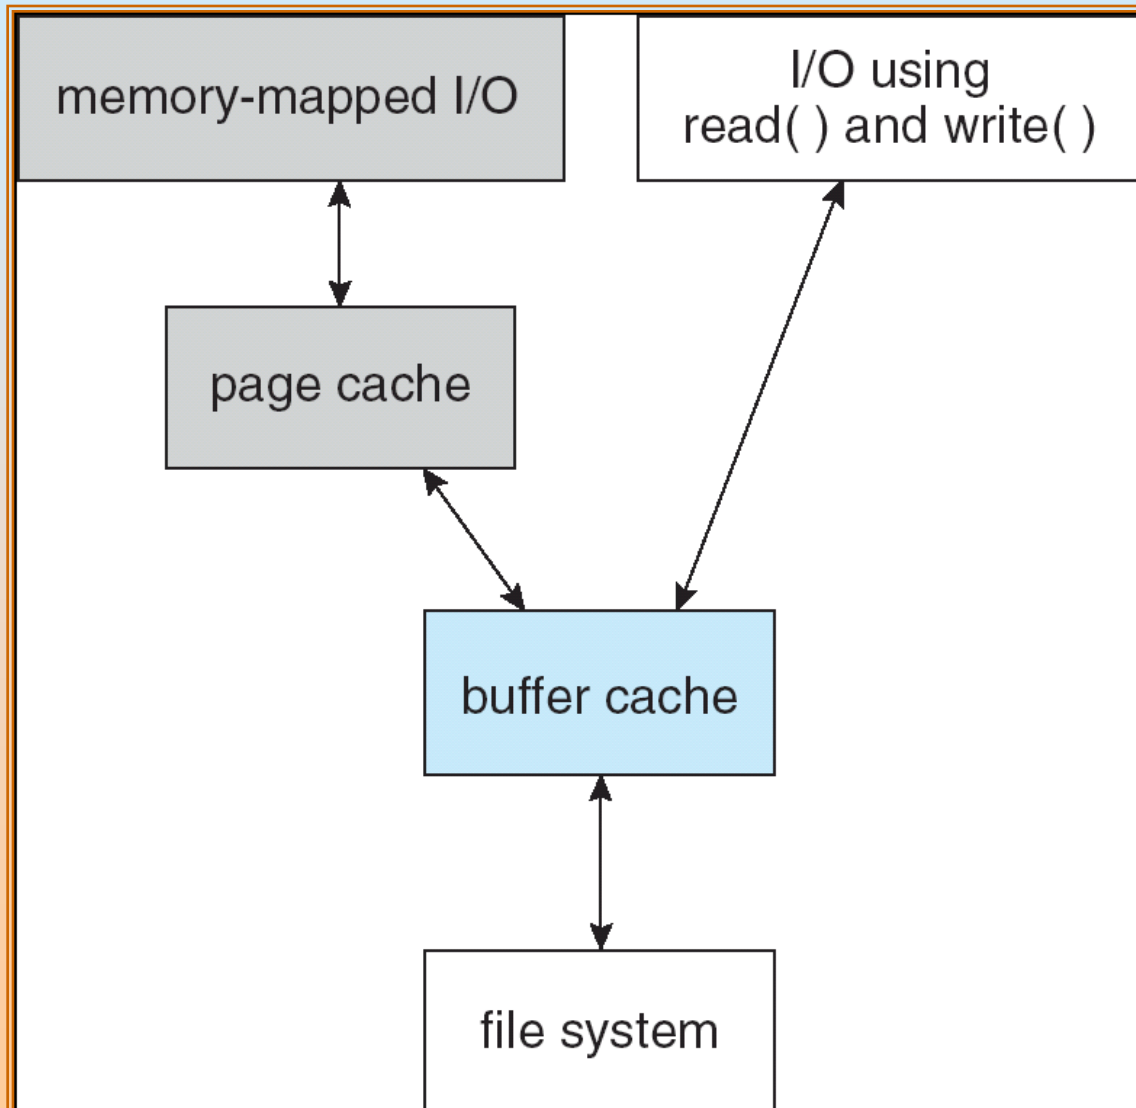 memory-mapped I/O
I/O using
read( ) and write( )
page cache
buffer cache
file system